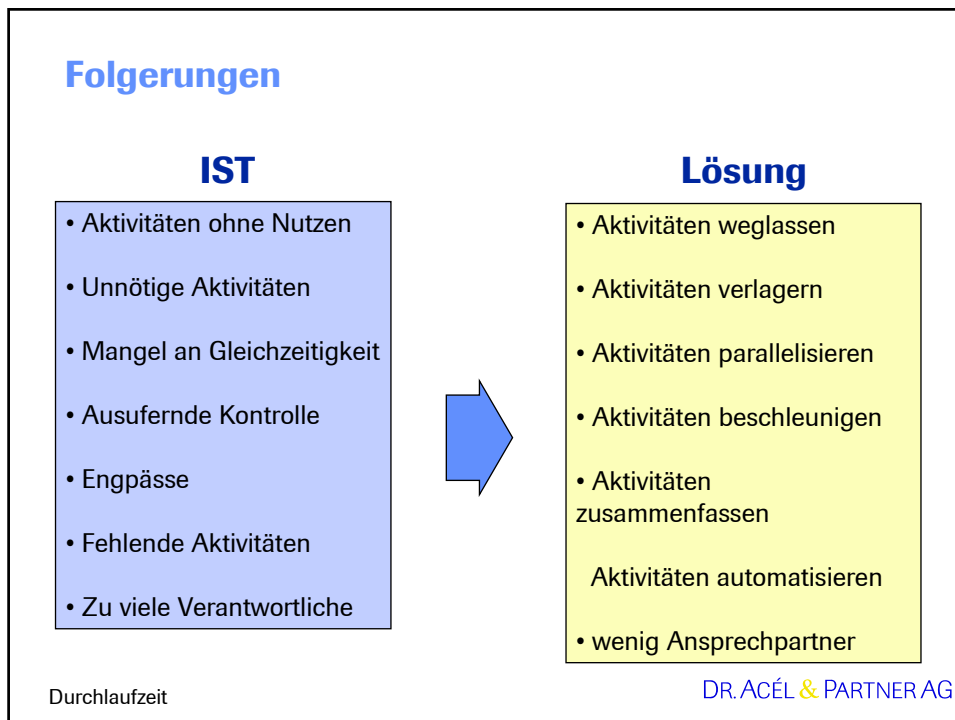 Folgerungen
IST
• Aktivitäten ohne Nutzen
• Unnötige Aktivitäten
• Mangel an Gleichzeitigkeit
• Ausufernde Kontrolle
• Engpässe
• Fehlende Aktivitäten
• Zu viele Verantwortliche
Lösung
• Aktivitäten weglassen
• Aktivitäten verlagern
• Aktivitäten parallelisieren
• Aktivitäten beschleunigen
• Aktivitäten
zusammenfassen
Aktivitäten automatisieren
• wenig Ansprechpartner
Durchlaufzeit
DR. ACÉL & PARTNER AG